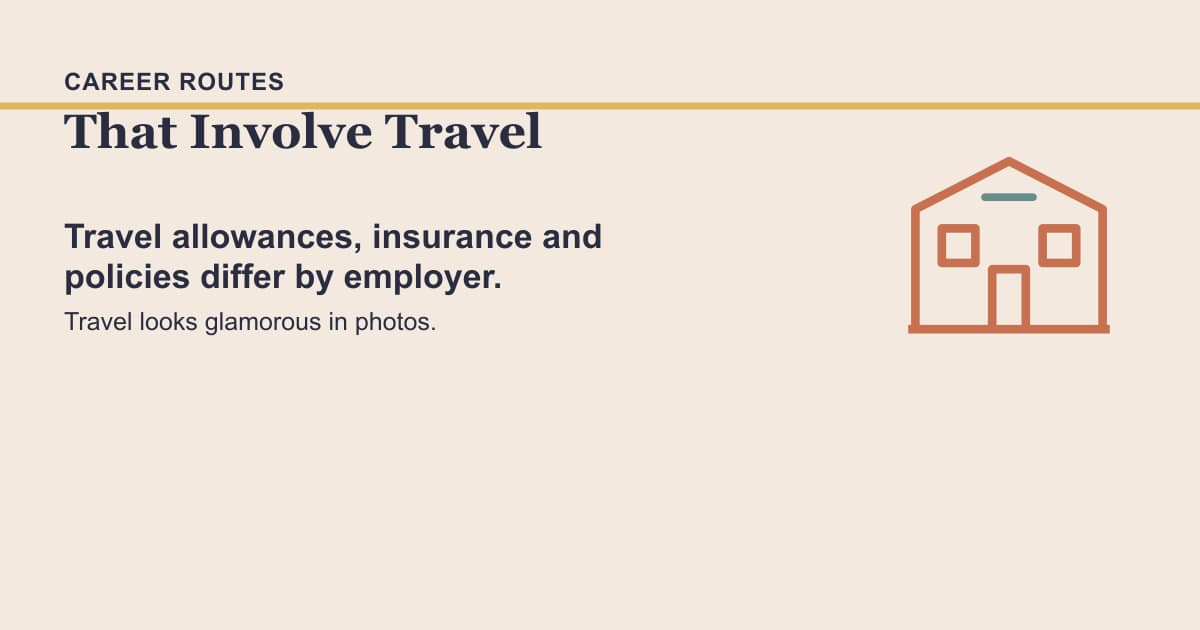 CAREER ROUTES
That Involve Travel
Travel allowances, insurance and
policies differ by employer.
Travel looks glamorous in photos.